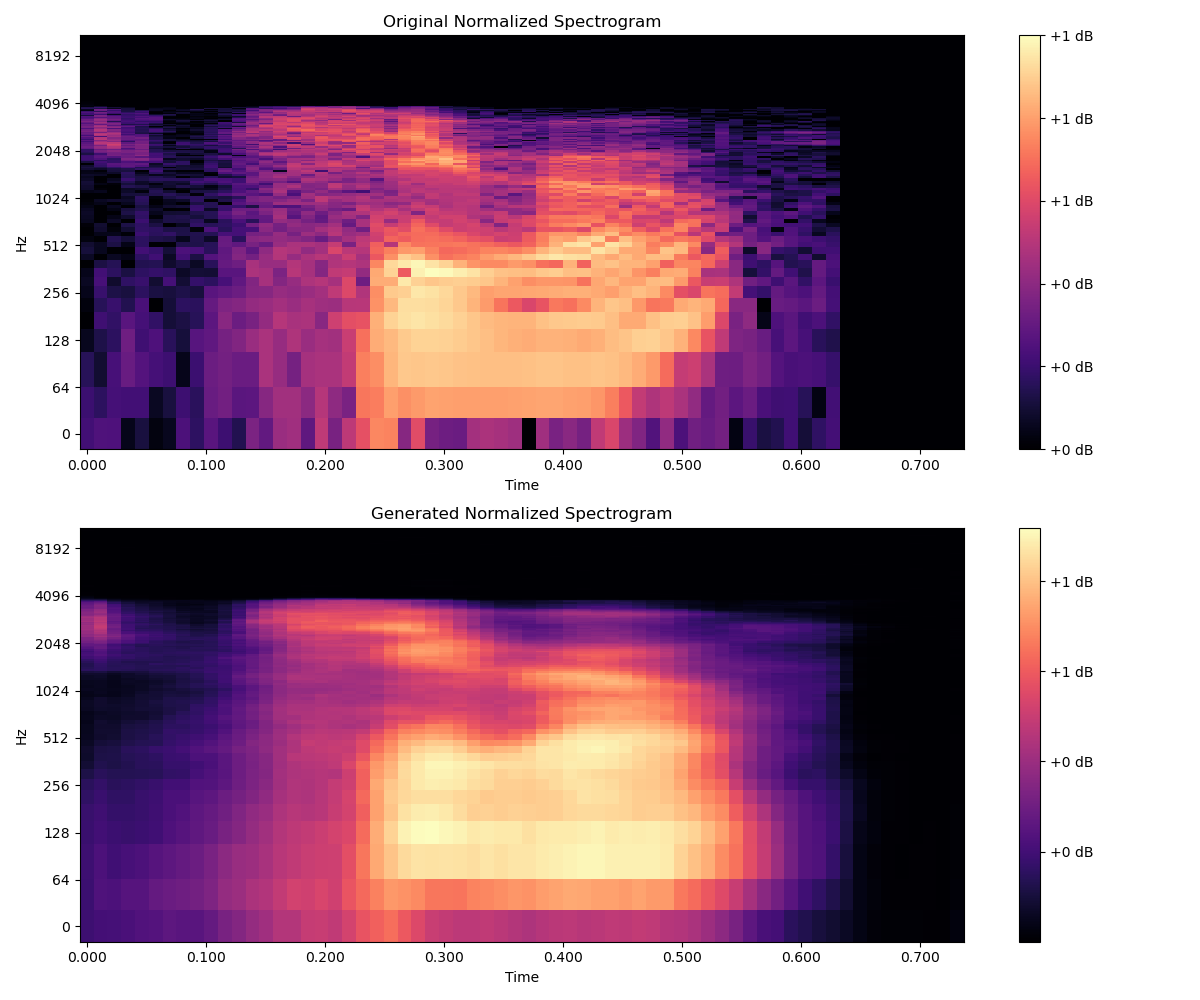 Original Normalized Spectrogram
8192
4096
2048
1024
512
256
128
64
0
Hz
0.000 0.100 0.200 0.300 0.400 0.500 0.600 0.700
Time
+1 dB
+1 dB
+1 dB
+0 dB
+0 dB
+0 dB
Generated Normalized Spectrogram
8192
4096
2048
1024
512
256
128
64
0
Hz
0.000 0.100 0.200 0.300 0.400 0.500 0.600 0.700
Time
+1 dB
+1 dB
+0 dB
+0 dB